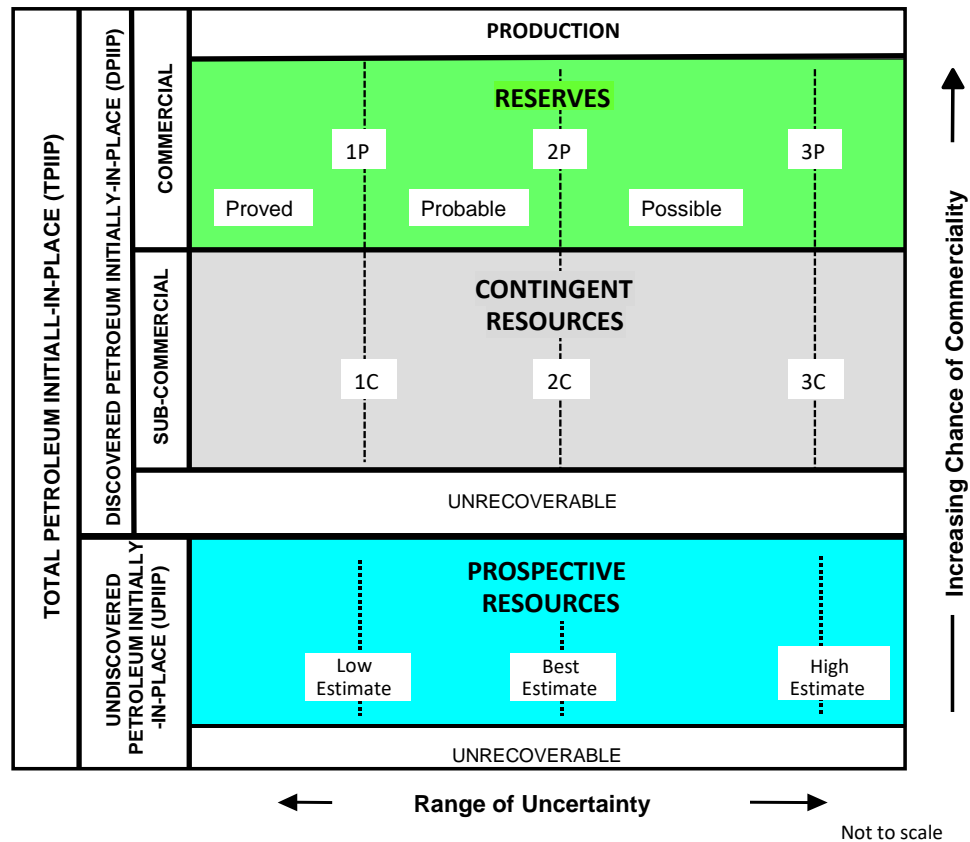 PRODUCTION
TOTAL PETROLEUM INITIALL-IN-PLACE (TPIIP)
DISCOVERED PETROEUM INITIALLY-IN-PLACE (DPIIP)
COMMERCIAL
RESERVES
1P
2P
3P
Proved
Probable
Possible
SUB-COMMERCIAL
CONTINGENT
RESOURCES
1C
2C
3C
UNRECOVERABLE
UNDISCOVERED
PETROLEUM INITIALLY
-IN-PLACE (UPIIP)
PROSPECTIVE
RESOURCES
Low
Estimate
Best
Estimate
High
Estimate
UNRECOVERABLE
Increasing Chance of Commerciality
Range of Uncertainty
Not to scale